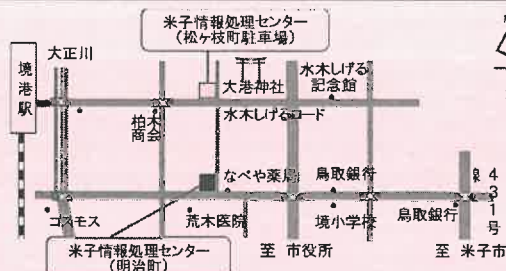 米子情報処理センター
(松ヶ枝町駐車場)
大正川
境港駅
大港神社
水木しげる
記念館
柏木
商会
水木しげるロード
なべや薬局
鳥取銀行
431号線
コスモス
荒木医院
境小学校
鳥取銀行
米子情報処理センター
(明治町)
至 市役所
至 米子市